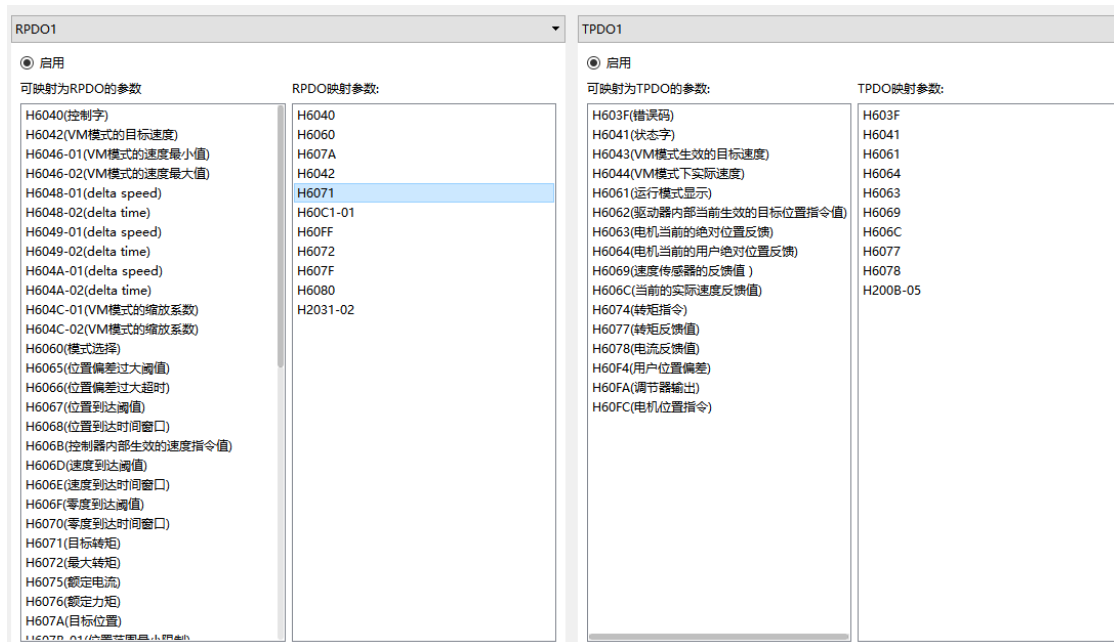 RPDO1
启用
可映射为RPDO的参数
H6040(控制字)
H6042(VM模式的目标速度)
H6046-01(VM模式的速度最小值)
H6046-02(VM模式的速度最大值)
H6048-01(delta speed)
H6048-02(delta time)
H6049-01(delta speed)
H6049-02(delta time)
H604A-01(delta speed)
H604A-02(delta time)
H604C-01(VM模式的缩放系数)
H604C-02(VM模式的缩放系数)
H6060(模式选择)
H6065(位置偏差过大阈值)
H6066(位置偏差过大超时)
H6067(位置到达阈值)
H6068(位置到达时间窗口)
H606B(控制器内部生效的速度指令值)
H606D(速度到达阈值)
H606E(速度到达时间窗口)
H606F(零度到达阈值)
H6070(零度到达时间窗口)
H6071(目标转矩)
H6072(最大转矩)
H6075(额定电流)
H6076(额定力矩)
H607A(目标位置)
H607B-01(位置范围最小限制)
RPDO映射参数:
H6040
H6060
H607A
H6042
H6071
H60C1-01
H60FF
H6072
H607F
H6080
H2031-02
TPDO1
启用
可映射为TPDO的参数:
H603F(错误码)
H6041(状态字)
H6043(VM模式生效的目标速度)
H6044(VM模式下实际速度)
H6061(运行模式显示)
H6062(驱动器内部当前生效的目标位置指令值)
H6063(电机当前的绝对位置反馈)
H6064(电机当前的用户绝对位置反馈)
H6069(速度传感器的反馈值 )
H606C(当前的实际速度反馈值)
H6074(转矩指令)
H6077(转矩反馈值)
H6078(电流反馈值)
H60F4(用户位置偏差)
H60FA(调节器输出)
H60FC(电机位置指令)
TPDO映射参数:
H603F
H6041
H6061
H6064
H6063
H6069
H606C
H6077
H6078
H200B-05